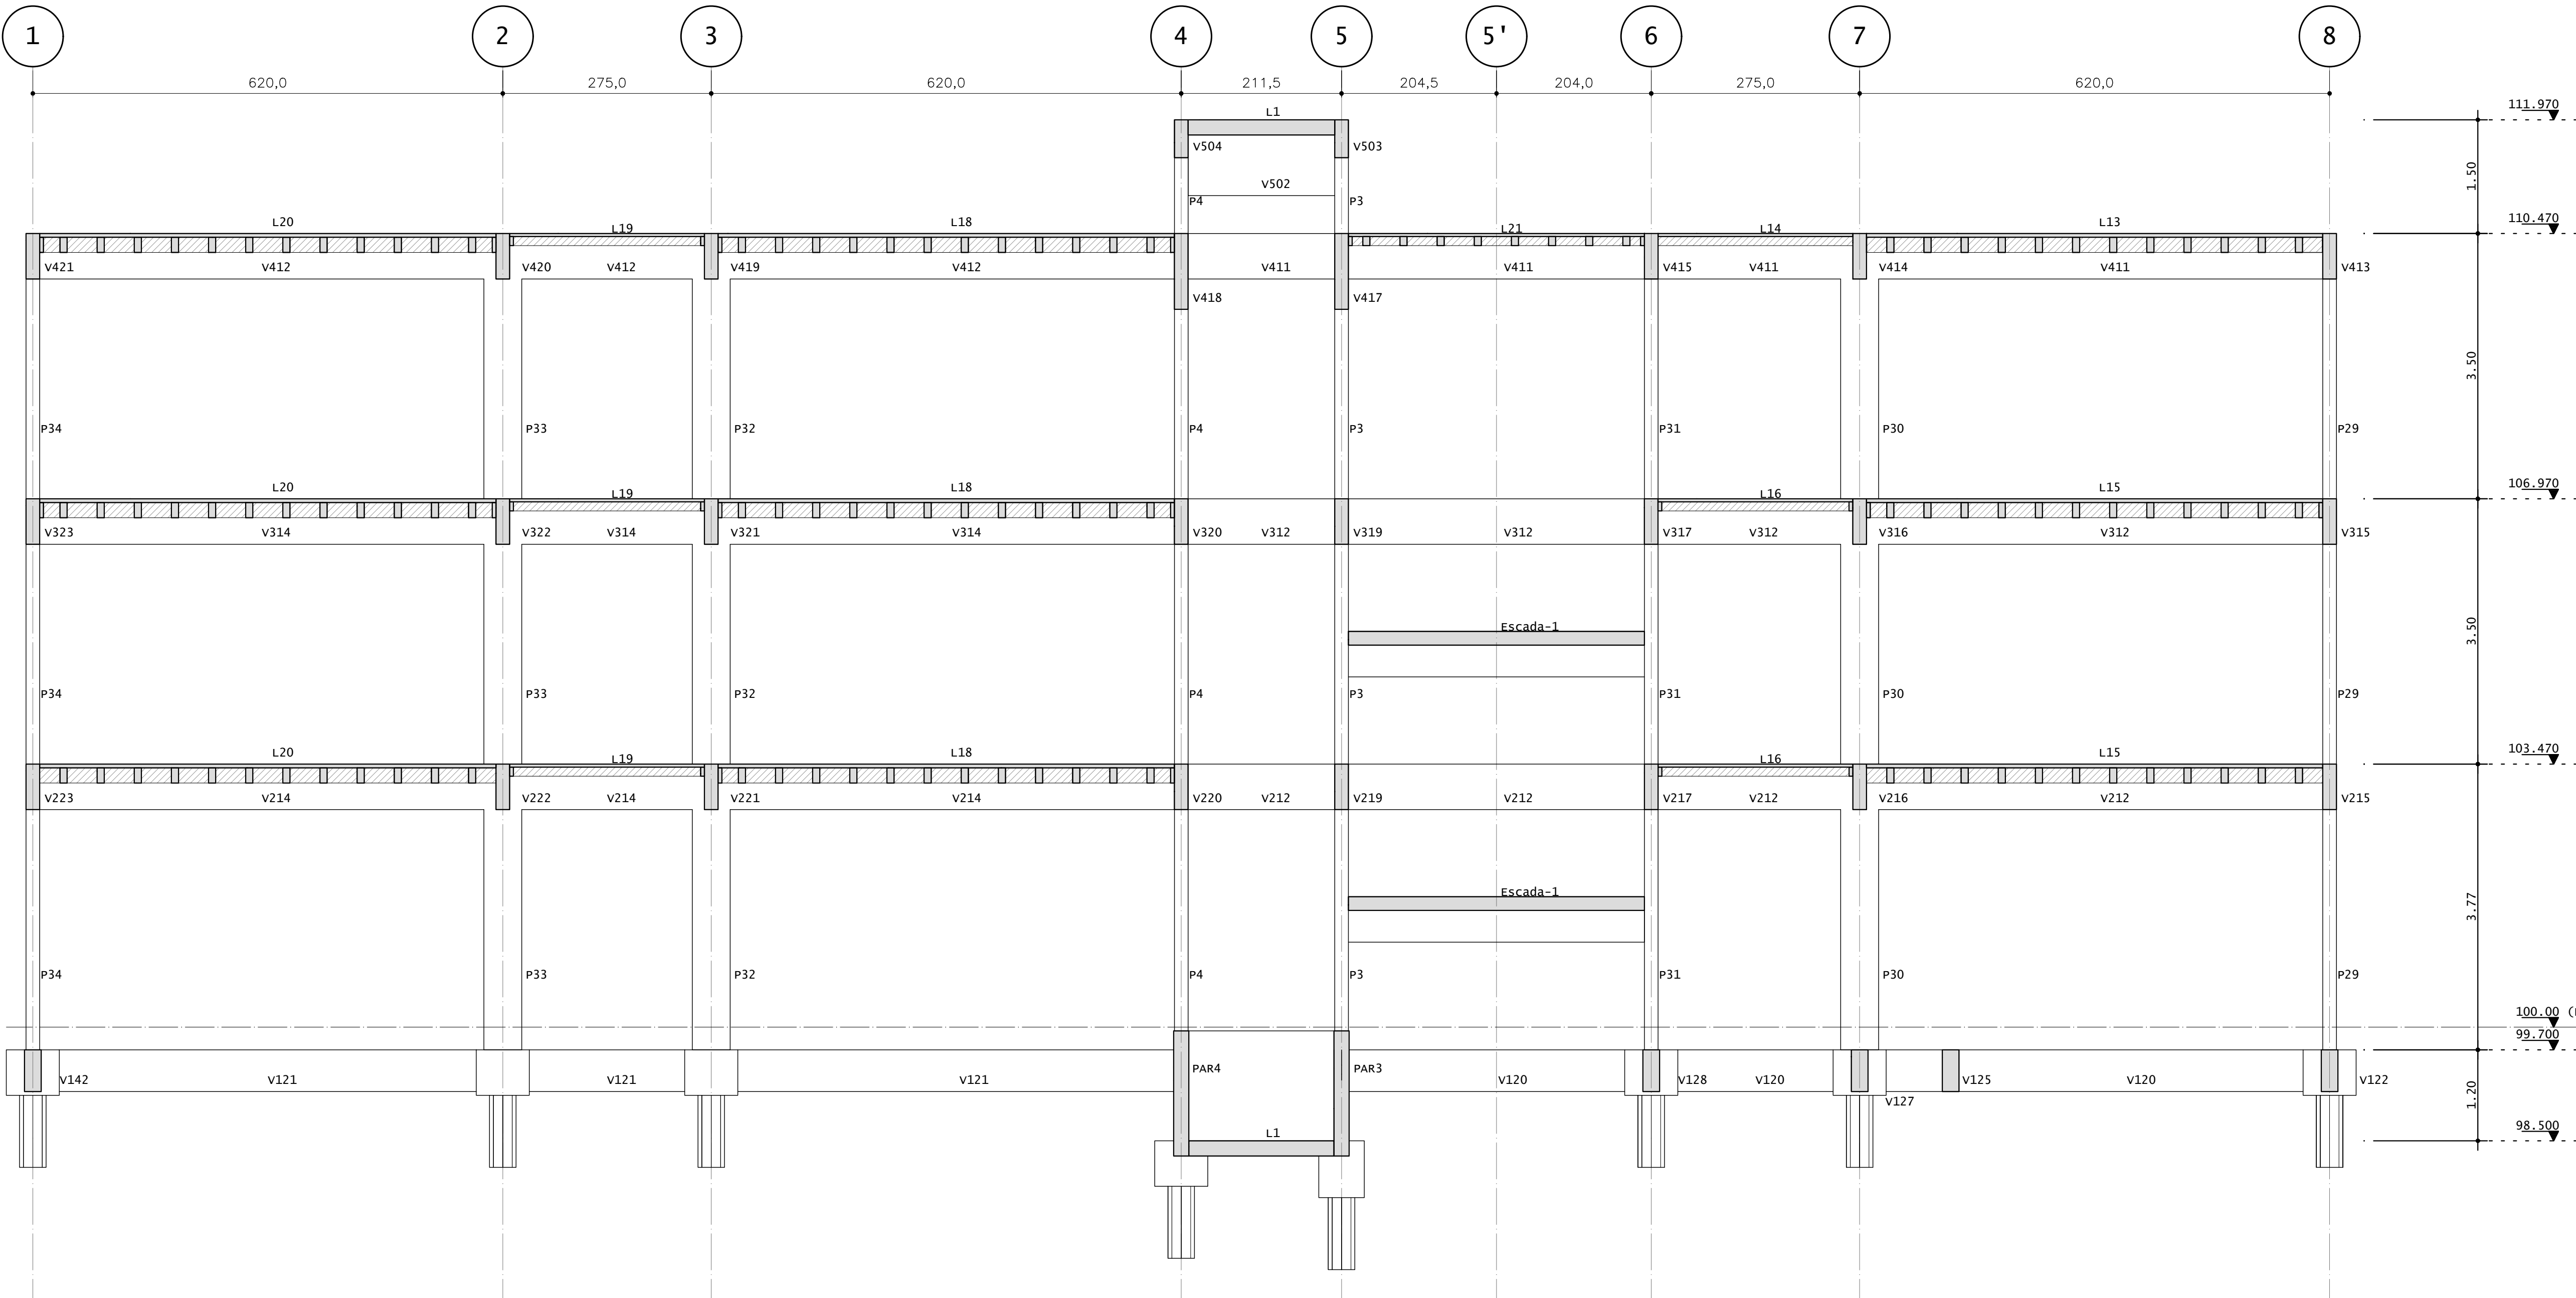 1 2 3 4 5 5' 6 7 8
620,0 275,0 620,0 211,5 204,5 204,0 275,0 620,0
111.970
L1
V504 V503
1.50
V502
P4 P3
110.470
L20 L19 L18 L21 L14 L13
V421 V412 V420 V412 V419 V412 V411 V411 V415 V411 V414 V411 V413
V418 V417
3.50
P34 P33 P32 P4 P3 P31 P30 P29
106.970
L20 L19 L18 L16 L15
V323 V314 V322 V314 V321 V314 V320 V312 V319 V312 V317 V312 V316 V312 V315
Escada-1
3.50
P34 P33 P32 P4 P3 P31 P30 P29
103.470
L20 L19 L18 L16 L15
V223 V214 V222 V214 V221 V214 V220 V212 V219 V212 V217 V212 V216 V212 V215
Escada-1
3.77
P34 P33 P32 P4 P3 P31 P30 P29
100.00 (
99.700
PAR4 PAR3
V142 V121 V121 V121 V120 V128 V120 V125 V120 V122
V127
1.20
98.500
L1